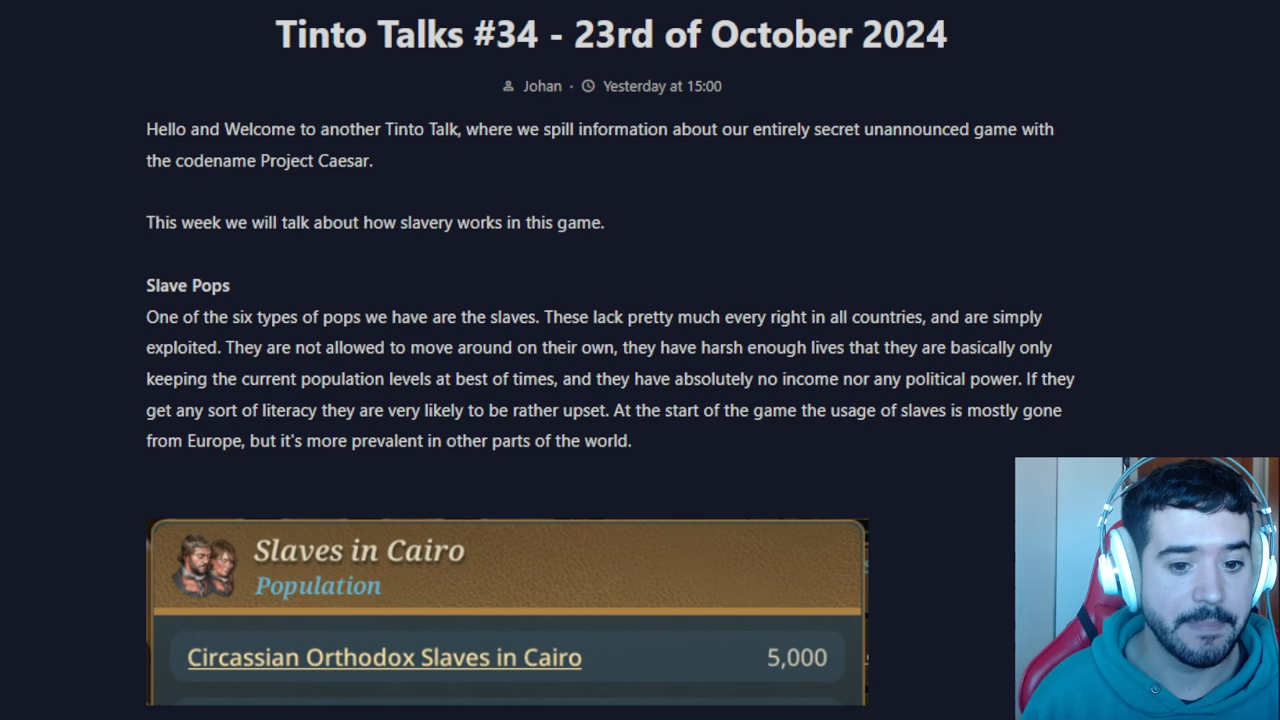 Tinto Talks #34 - 23rd of October 2024
Johan · Yesterday at 15:00
Hello and Welcome to another Tinto Talk, where we spill information about our entirely secret unannounced game with
the codename Project Caesar.
This week we will talk about how slavery works in this game.
Slave Pops
One of the six types of pops we have are the slaves. These lack pretty much every right in all countries, and are simply
exploited. They are not allowed to move around on their own, they have harsh enough lives that they are basically only
keeping the current population levels at best of times, and they have absolutely no income nor any political power. If they
get any sort of literacy they are very likely to be rather upset. At the start of the game the usage of slaves is mostly gone
from Europe, but it's more prevalent in other parts of the world.
Slaves in Cairo
Population
Circassian Orthodox Slaves in Cairo 5,000